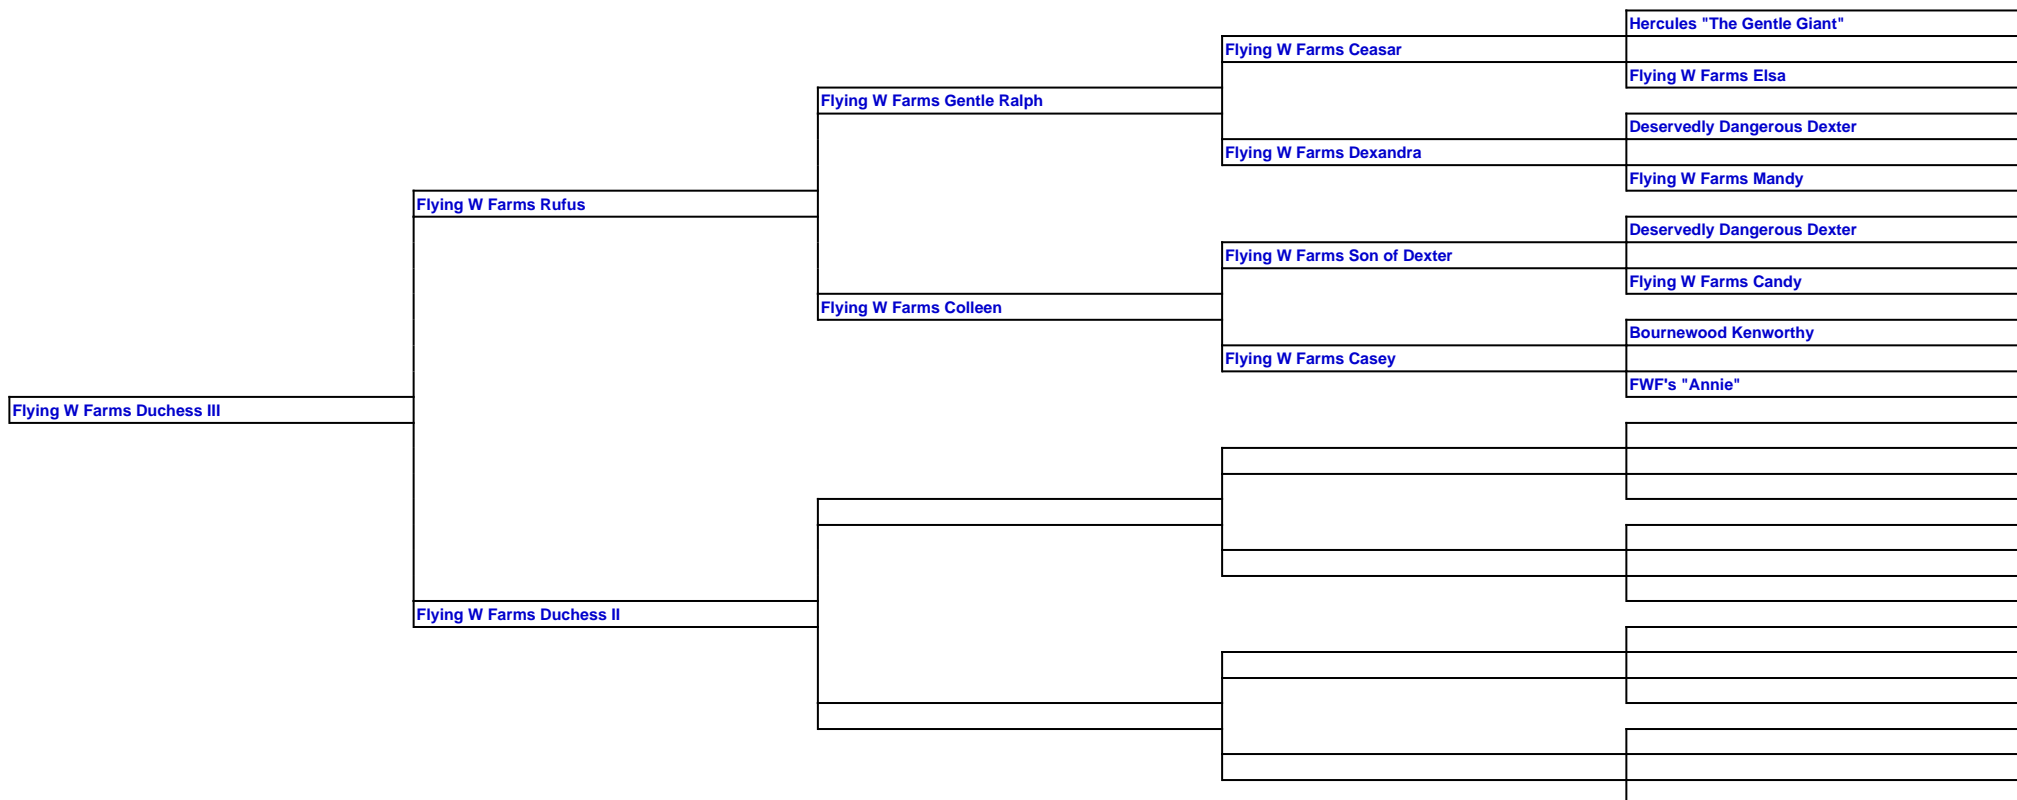 Hercules "The Gentle Giant"
Flying W Farms Ceasar
Flying W Farms Elsa
Flying W Farms Gentle Ralph
Deservedly Dangerous Dexter
Flying W Farms Dexandra
Flying W Farms Mandy
Flying W Farms Rufus
Deservedly Dangerous Dexter
Flying W Farms Son of Dexter
Flying W Farms Candy
Flying W Farms Colleen
Bournewood Kenworthy
Flying W Farms Casey
FWF's "Annie"
Flying W Farms Duchess III
Flying W Farms Duchess II